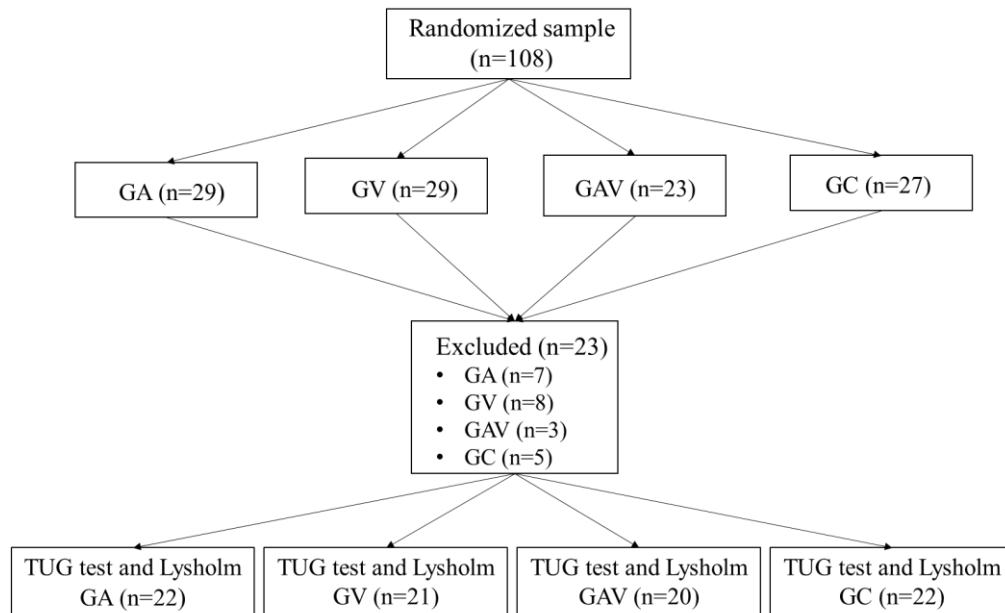 Randomized sample
(n=108)
GA (n=29)
GV (n=29)
GAV (n=23)
GC (n=27)
Excluded (n=23)
• GA (n=7)
• GV (n=8)
• GAV (n=3)
• GC (n=5)
TUG test and Lysholm
GA (n=22)
TUG test and Lysholm
GV (n=21)
TUG test and Lysholm
GAV (n=20)
TUG test and Lysholm
GC (n=22)